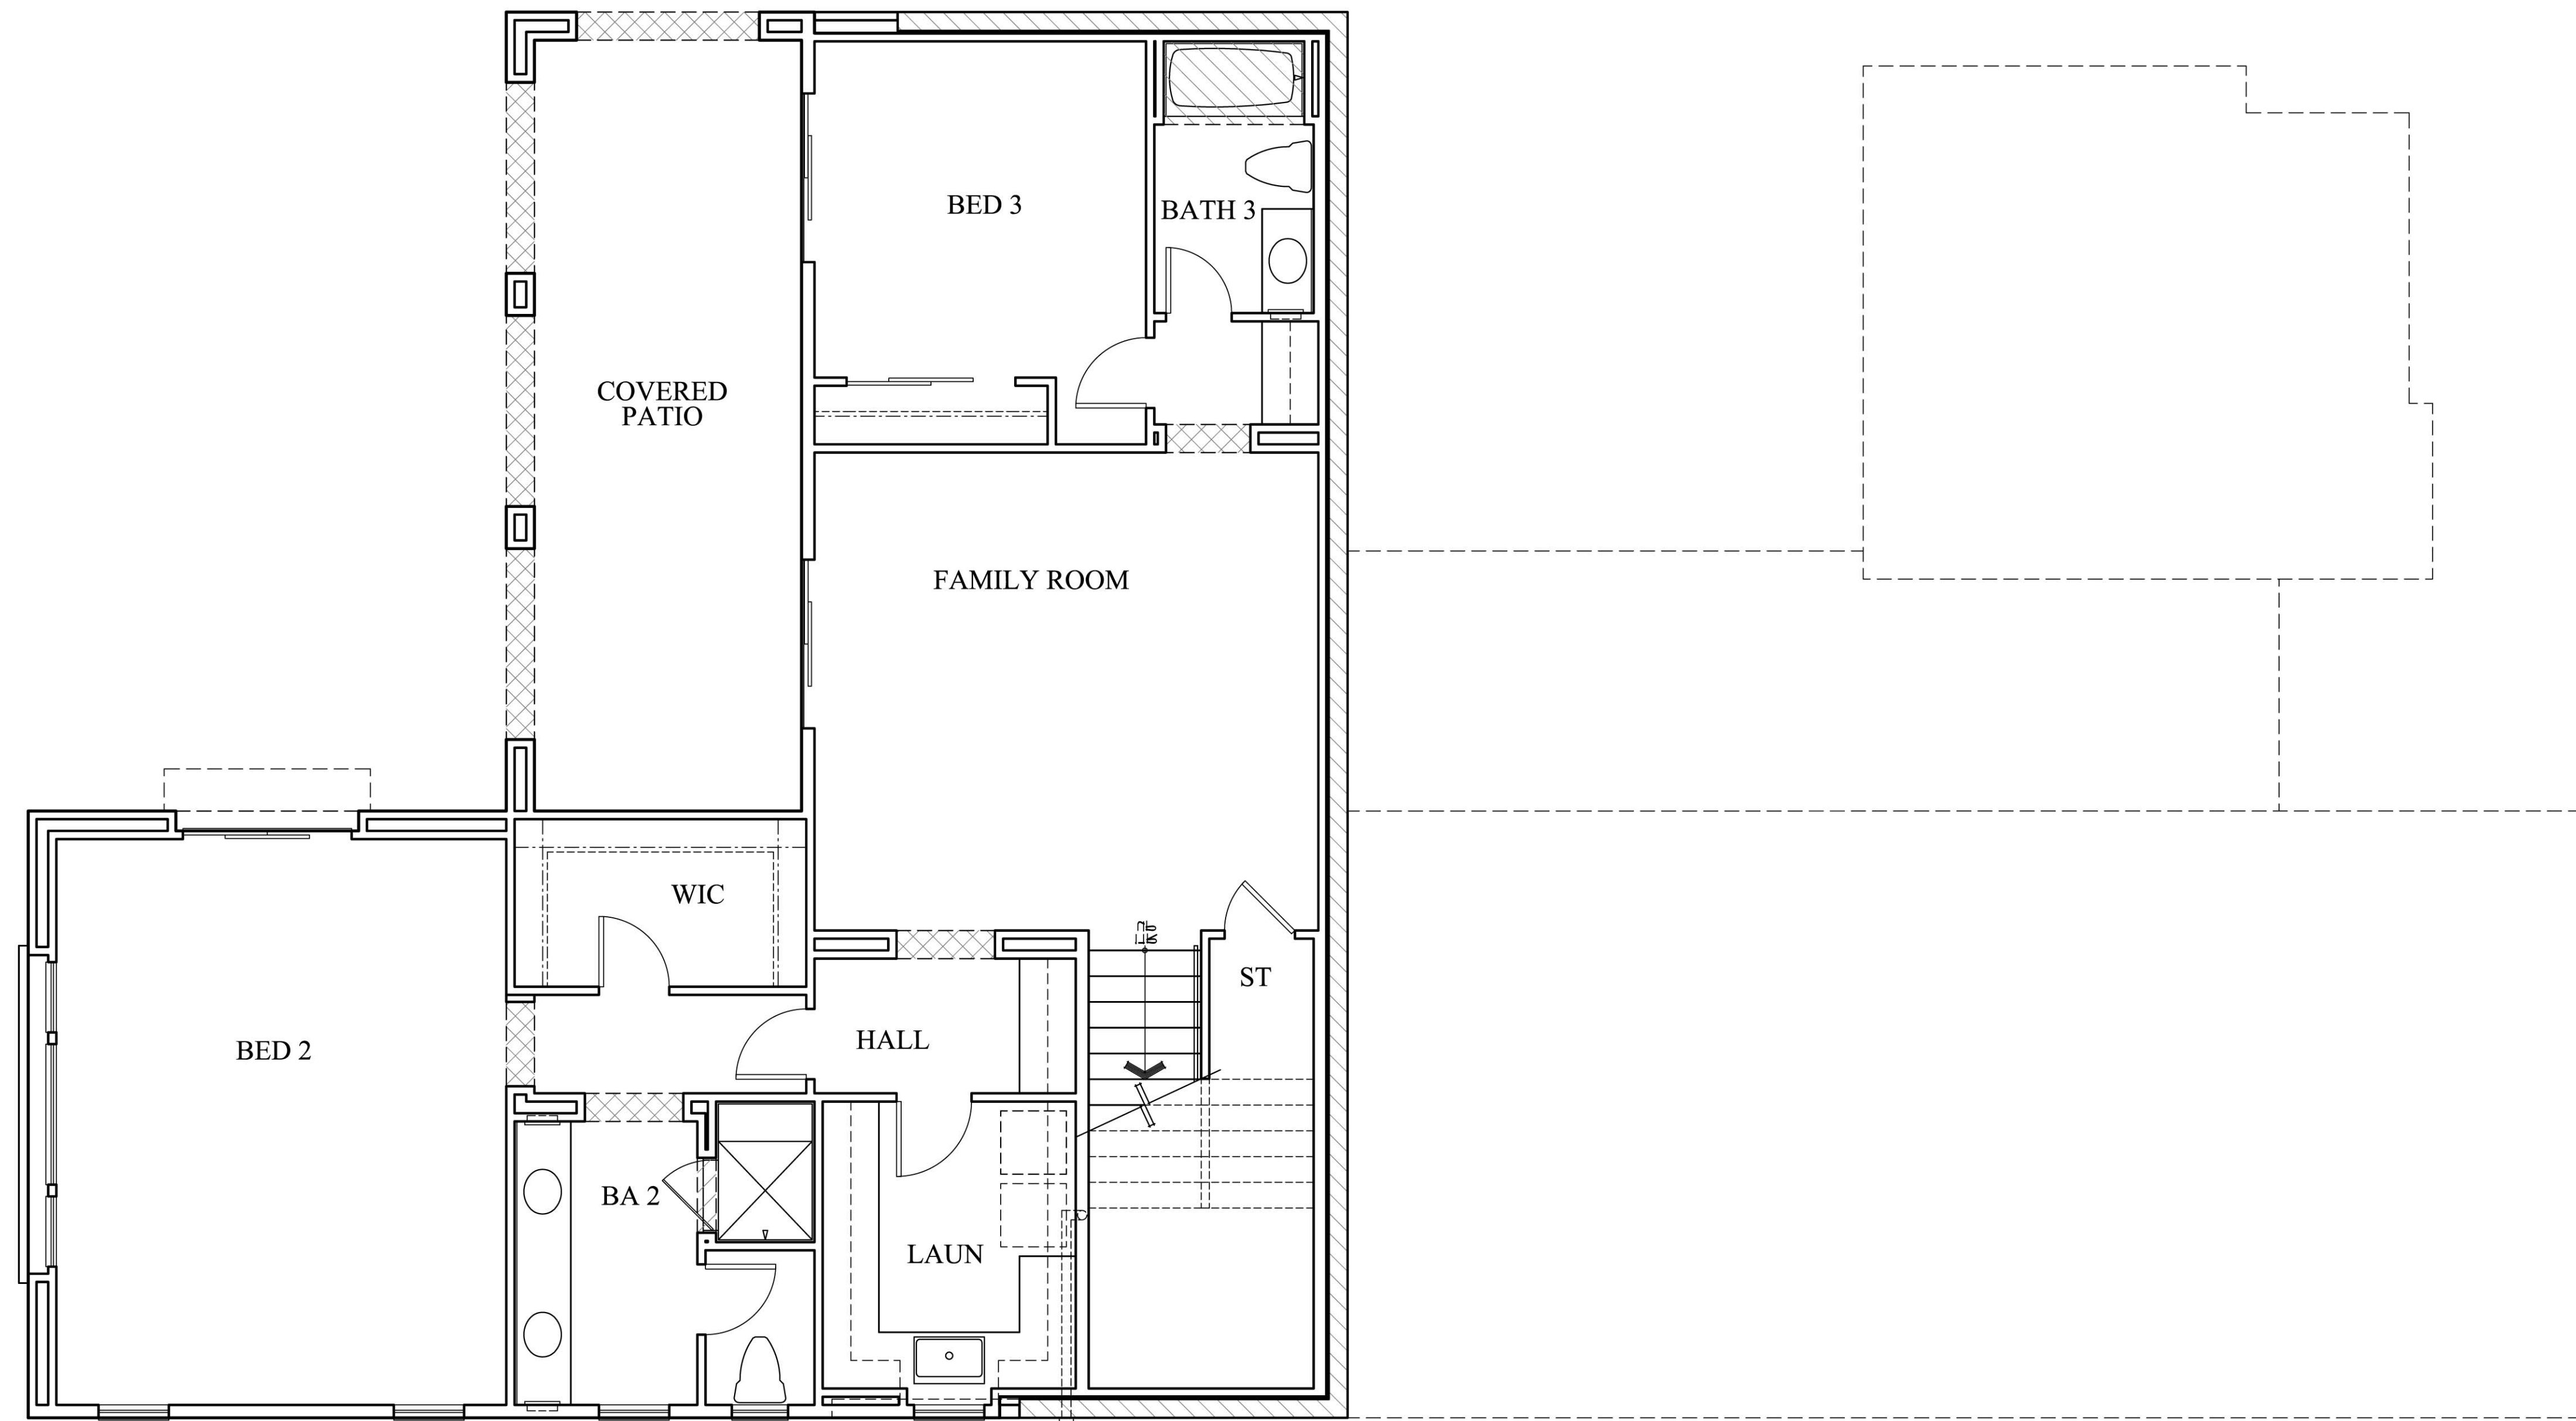 BED 3
BATH 3
COVERED
PATIO
FAMILY ROOM
WIC
ST
HALL
BED 2
BA 2
LAUN